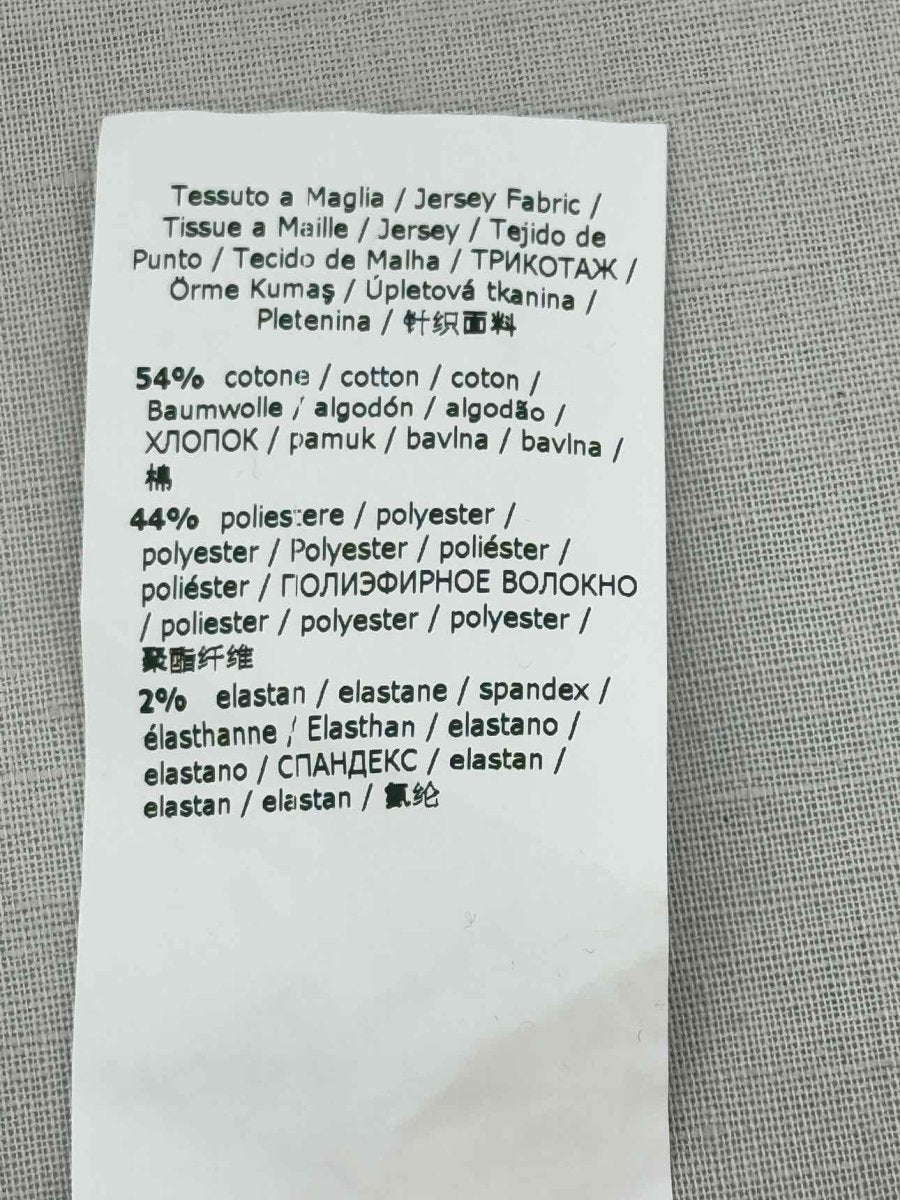 Tessuto a Maglia / Jersey Fabric /
Tissue a Maille / Jersey / Tejido de
Punto / Tecido de Malha / ТРИКОТАЖ /
Örme Kumaş / Úpletová tkanina /
Pletenina / 针织面料
54% cotone / cotton / coton /
Baumwolle / algodón / algodão /
ХЛОПОК / pamuk / bavlna / bavlna /
棉
44% poliestere / polyester /
polyester / Polyester / poliéster /
poliéster / ПОЛИЭФИРНОЕ ВОЛОКНО
/ poliester / polyester / polyester /
聚酯纤维
2% elastan / elastane / spandex /
élasthanne / Elasthan / elastano /
elastano / СПАНДЕКС / elastan /
elastan / elastan / 氨纶